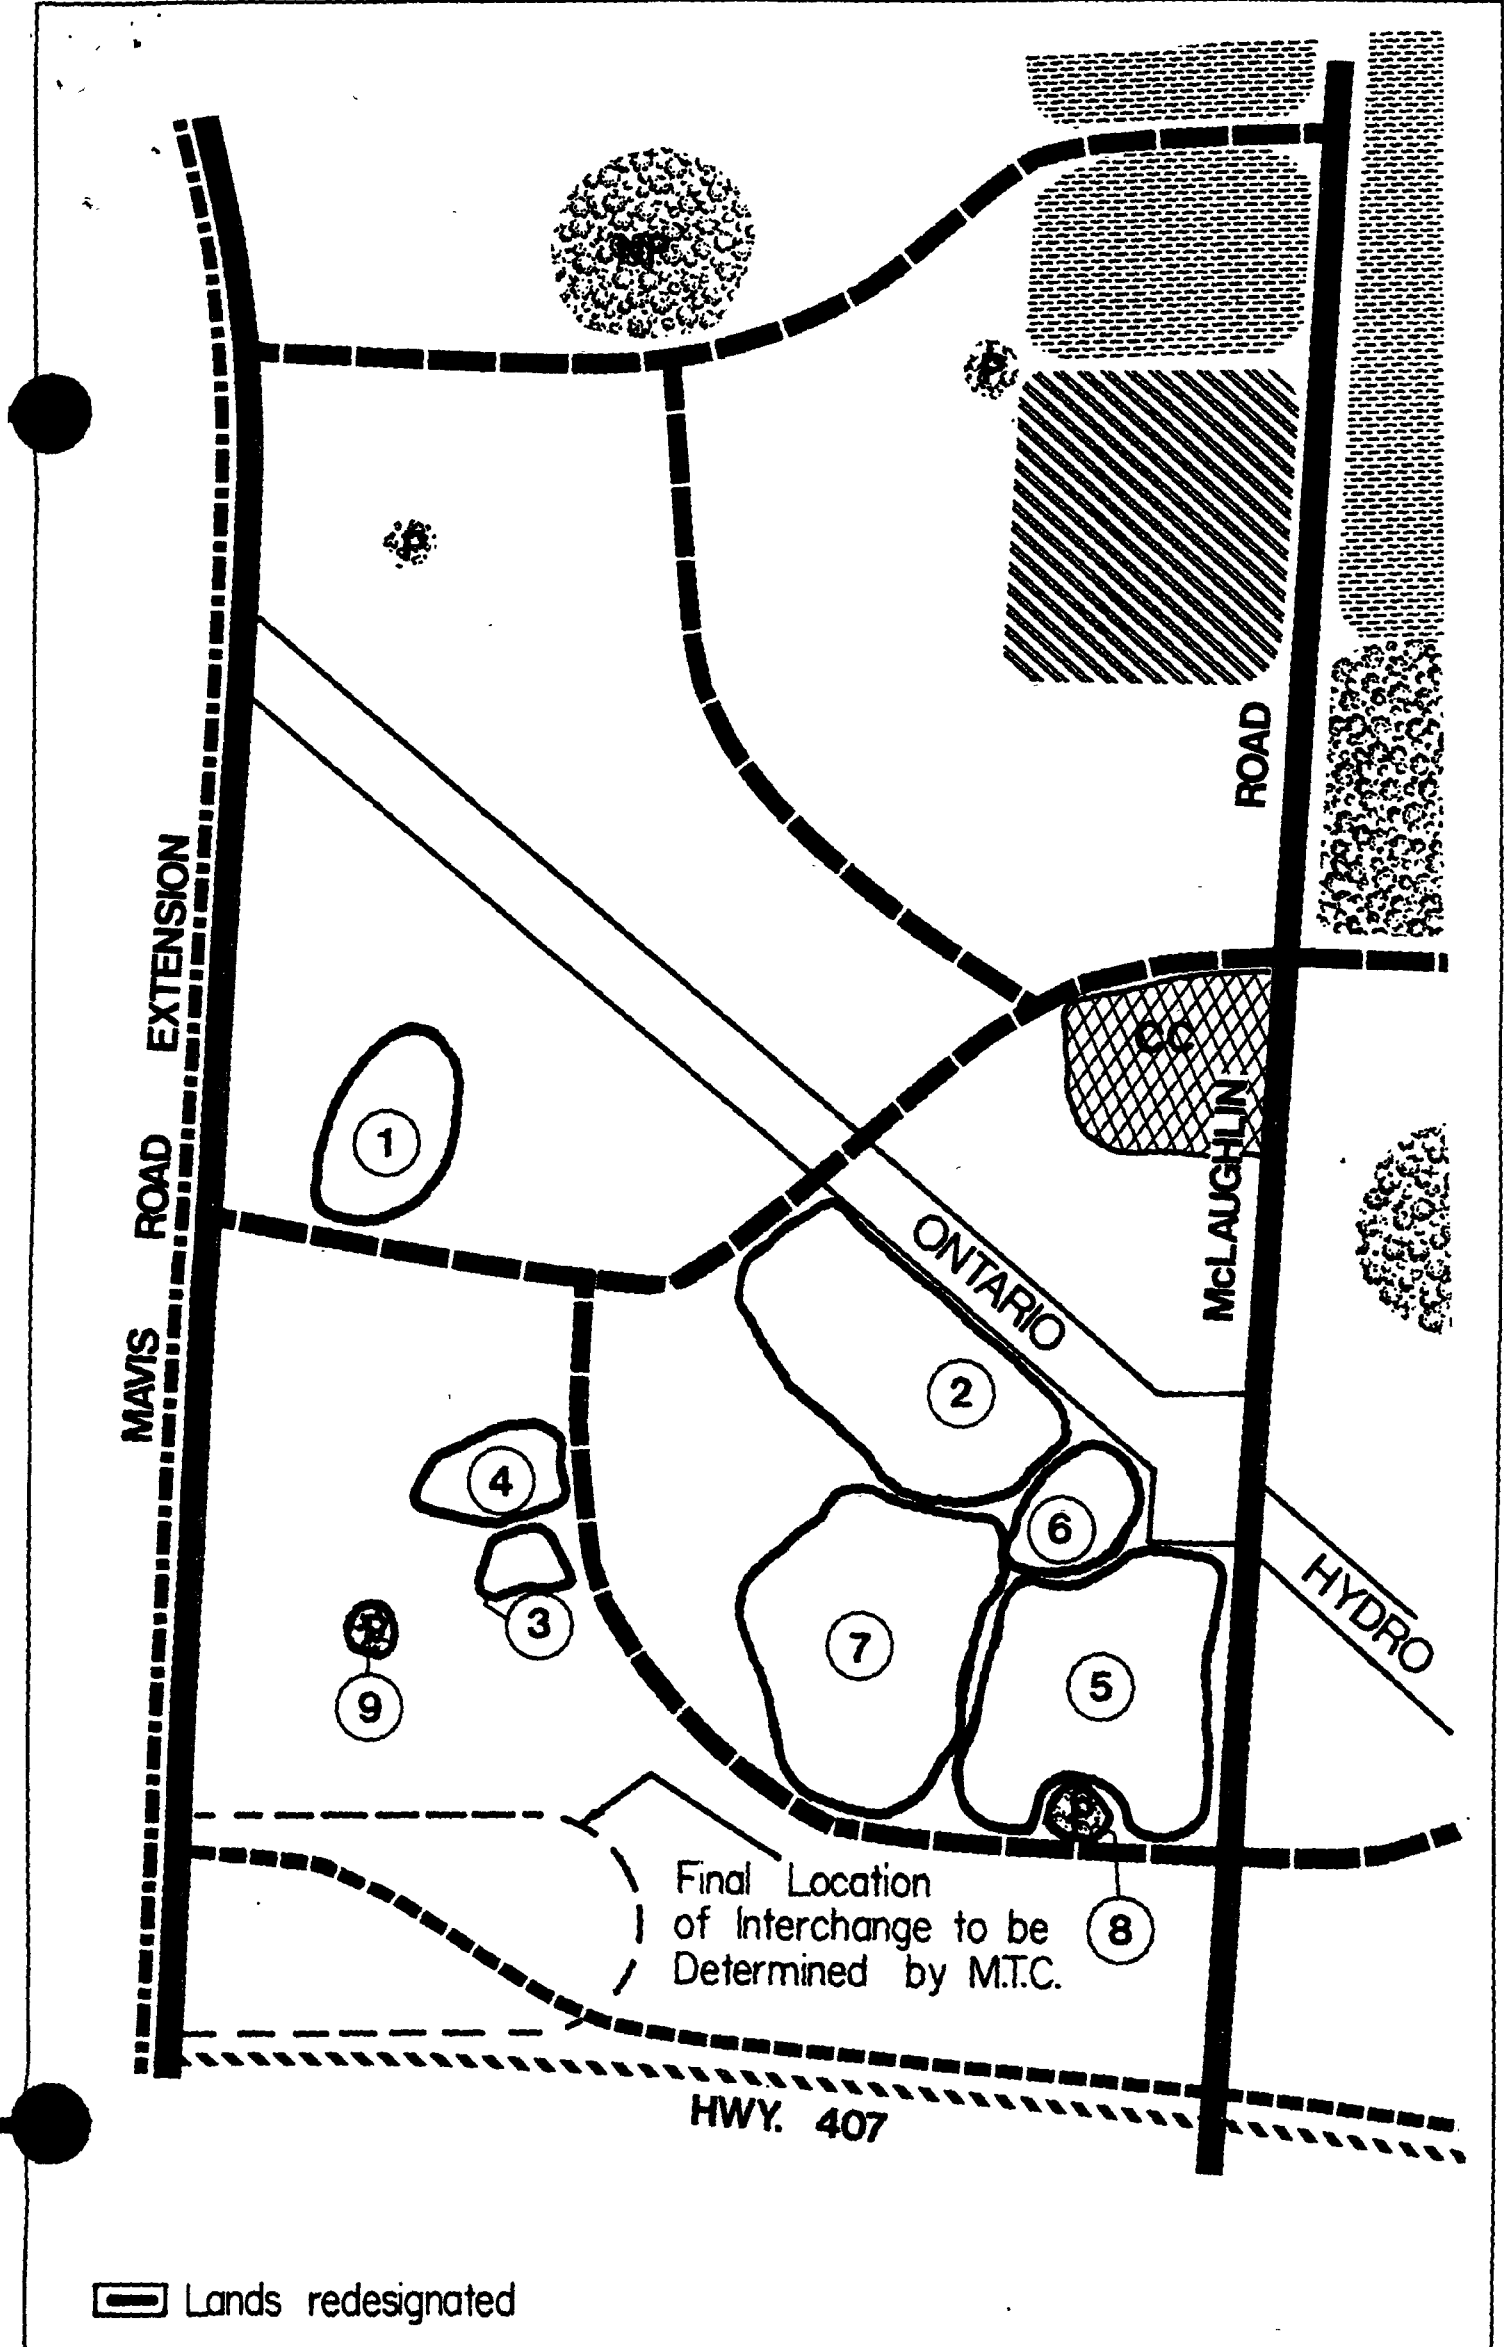 NP
P
P
ROAD
MAVIS ROAD EXTENSION
CC
McLAUGHLIN
1
ONTARIO
2
4
6
HYDRO
3
7
5
P
9
P
8
Final Location
of Interchange to be
Determined by M.T.C.
HWY. 407
Lands redesignated